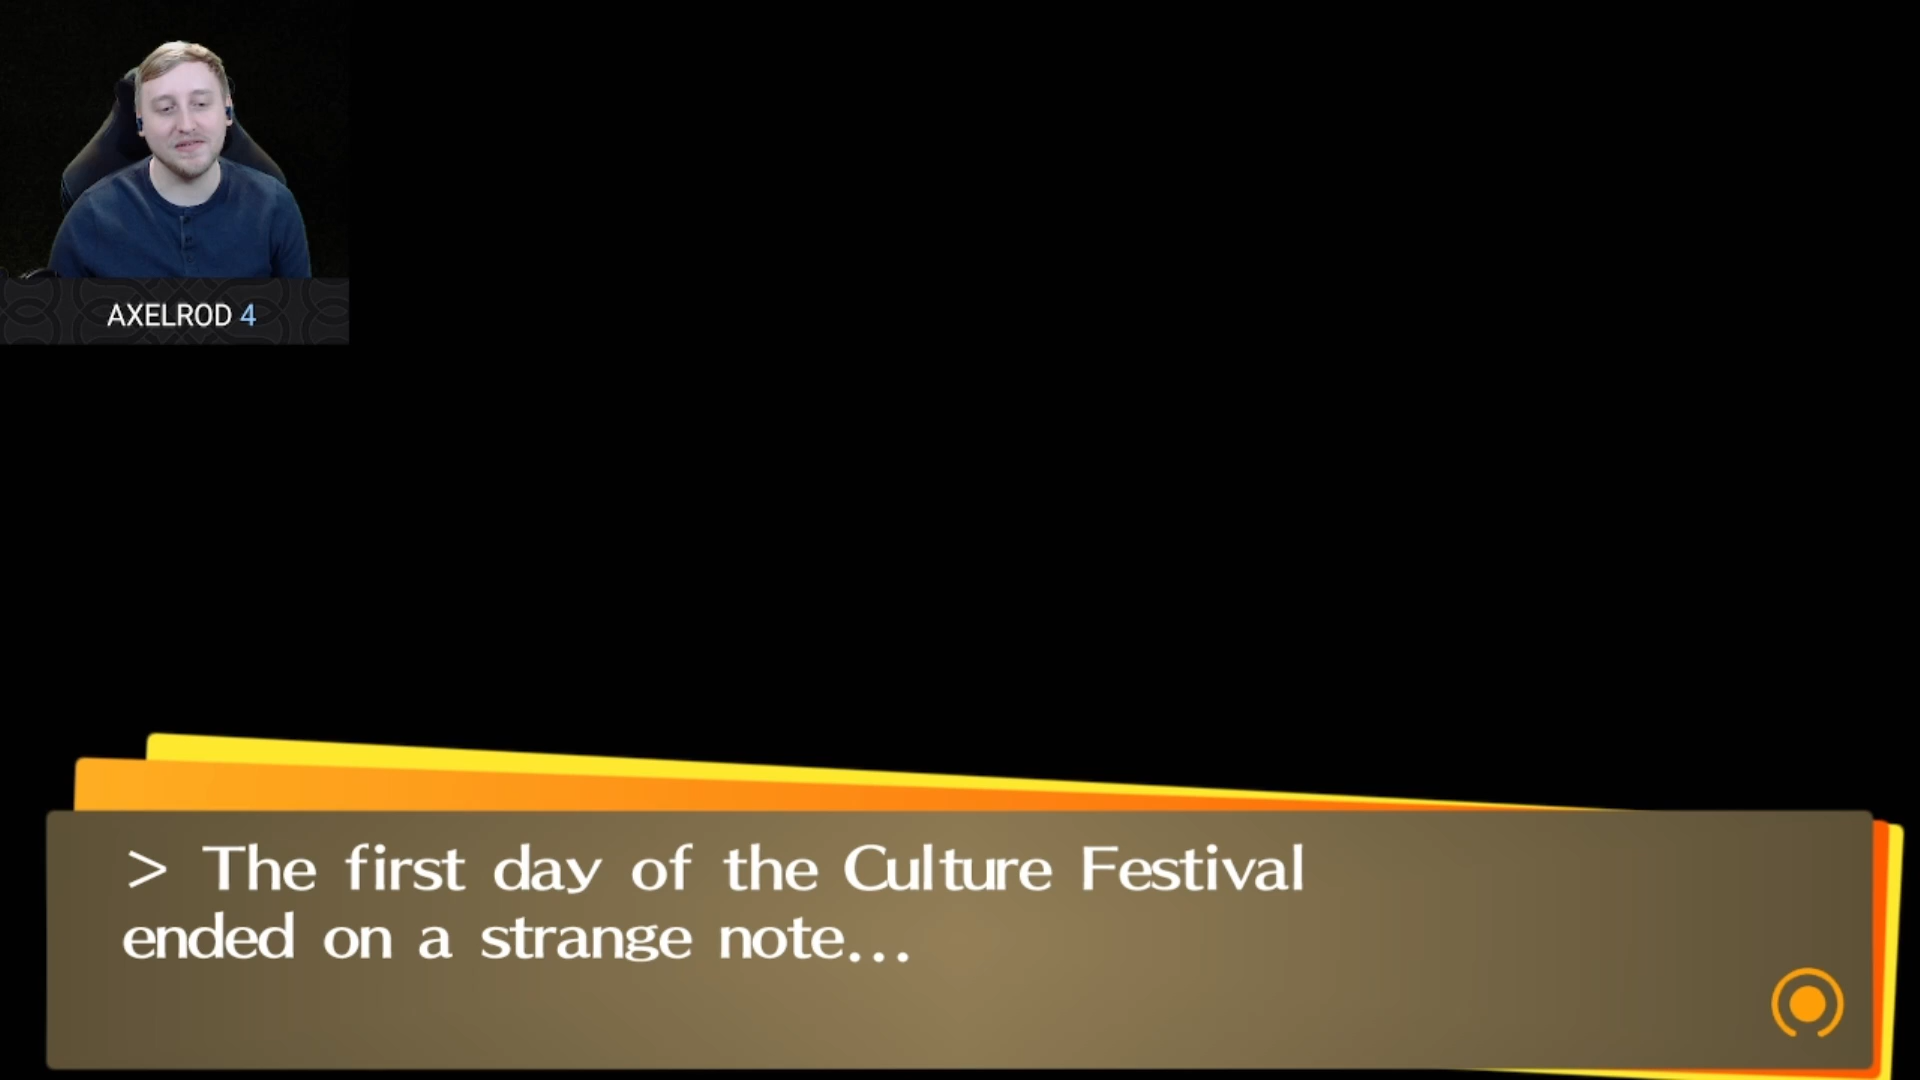 AXELROD 4
> The first day of the Culture Festival
ended on a strange note...